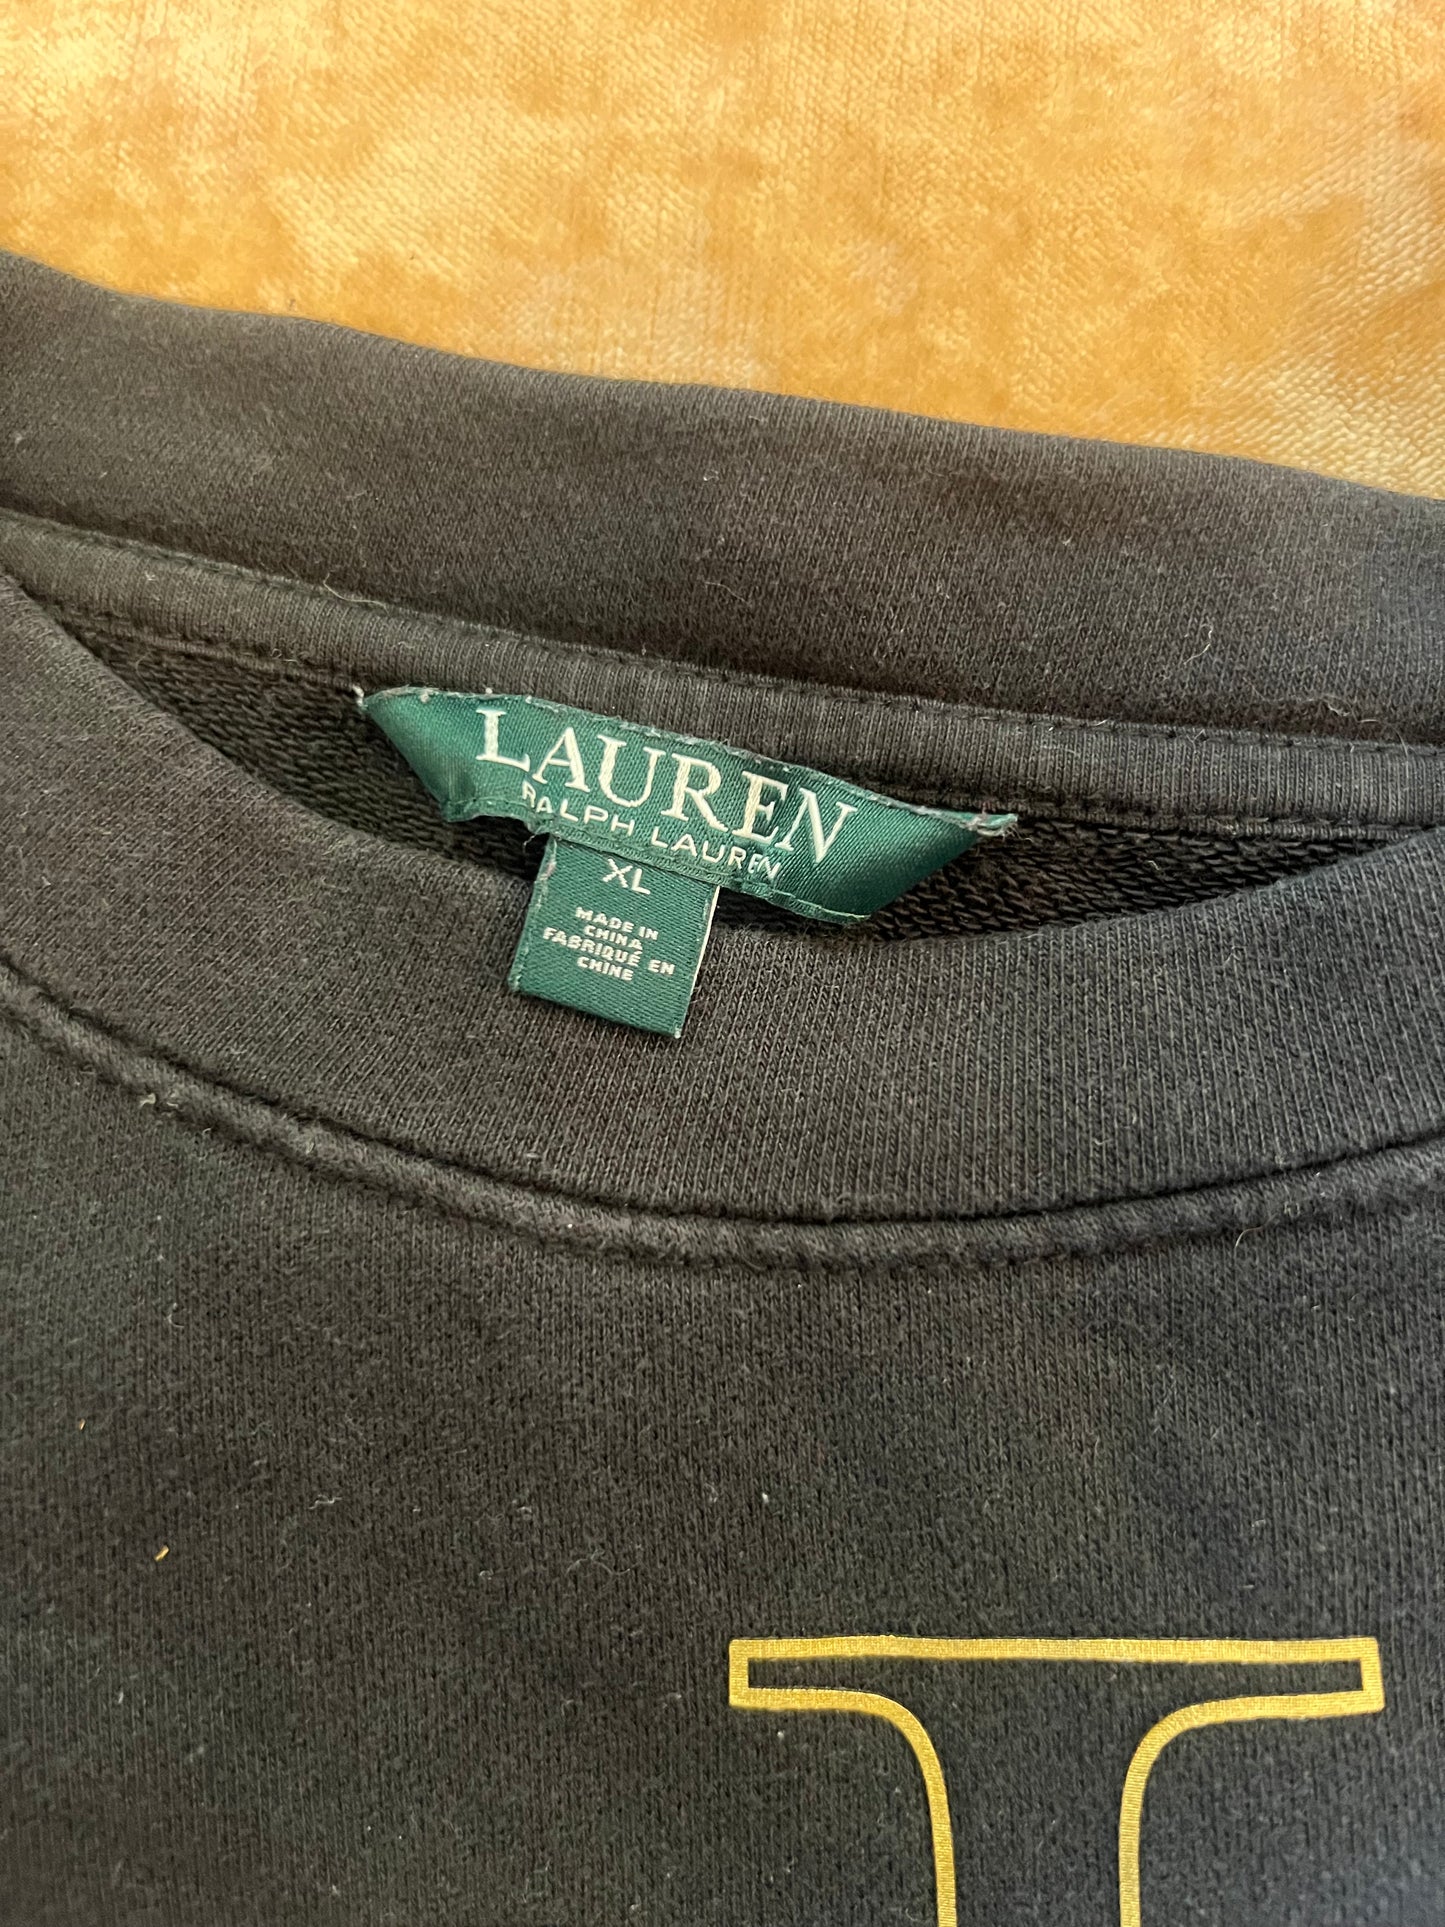 LAUREN
RALPH LAUREN
XL
MADE IN
CHINA
FABRIQUÉ EN
CHINE